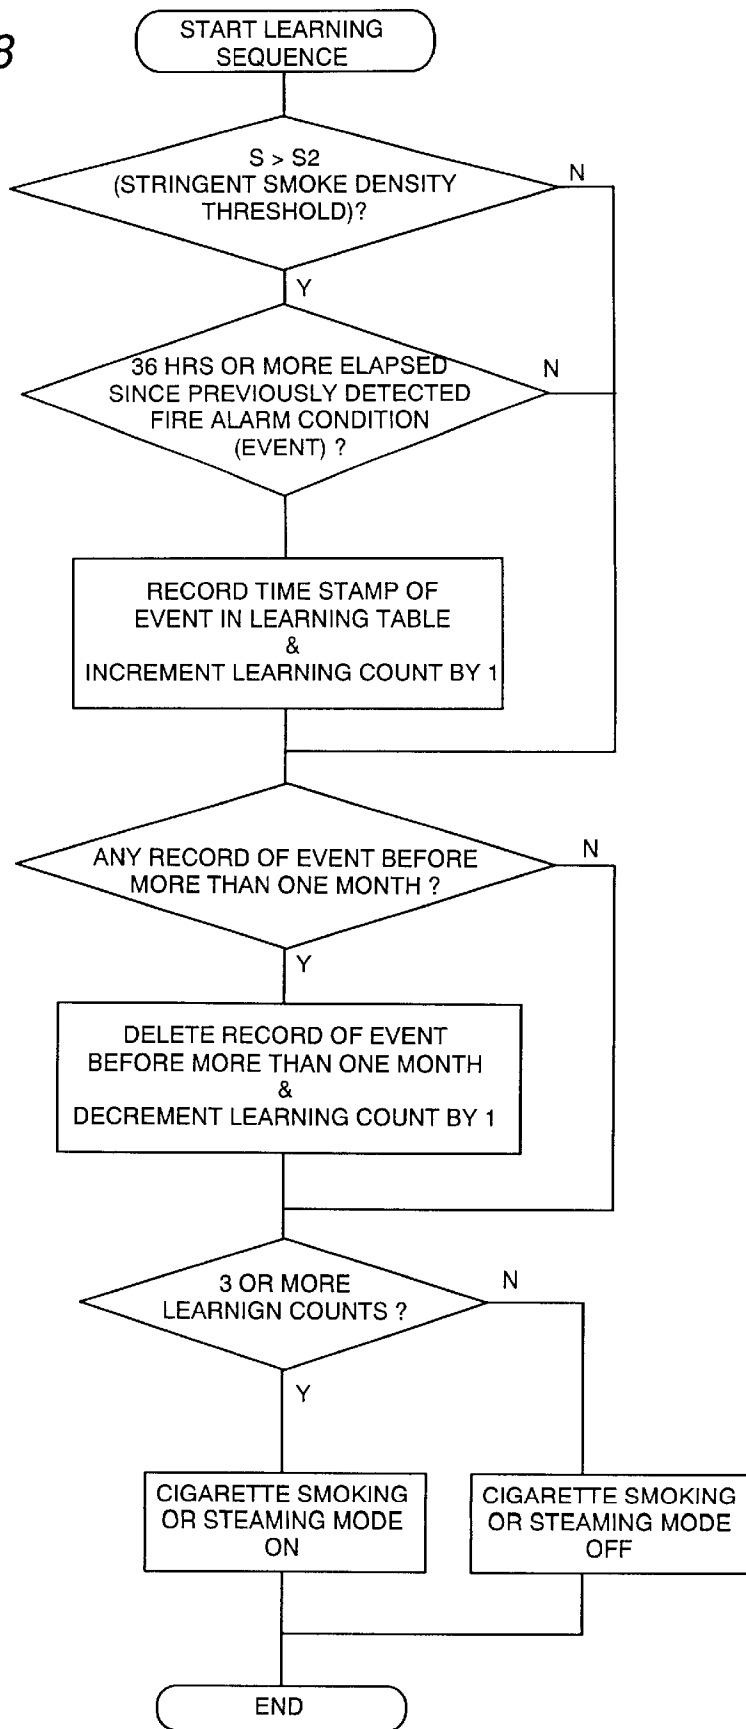 8
START LEARNING
SEQUENCE
S > S2
(STRINGENT SMOKE DENSITY
THRESHOLD)?
N
Y
36 HRS OR MORE ELAPSED
SINCE PREVIOUSLY DETECTED
FIRE ALARM CONDITION
(EVENT) ?
N
RECORD TIME STAMP OF
EVENT IN LEARNING TABLE
&
INCREMENT LEARNING COUNT BY 1
ANY RECORD OF EVENT BEFORE
MORE THAN ONE MONTH ?
N
Y
DELETE RECORD OF EVENT
BEFORE MORE THAN ONE MONTH
&
DECREMENT LEARNING COUNT BY 1
3 OR MORE
LEARNIGN COUNTS ?
N
Y
CIGARETTE SMOKING
OR STEAMING MODE
ON
CIGARETTE SMOKING
OR STEAMING MODE
OFF
END